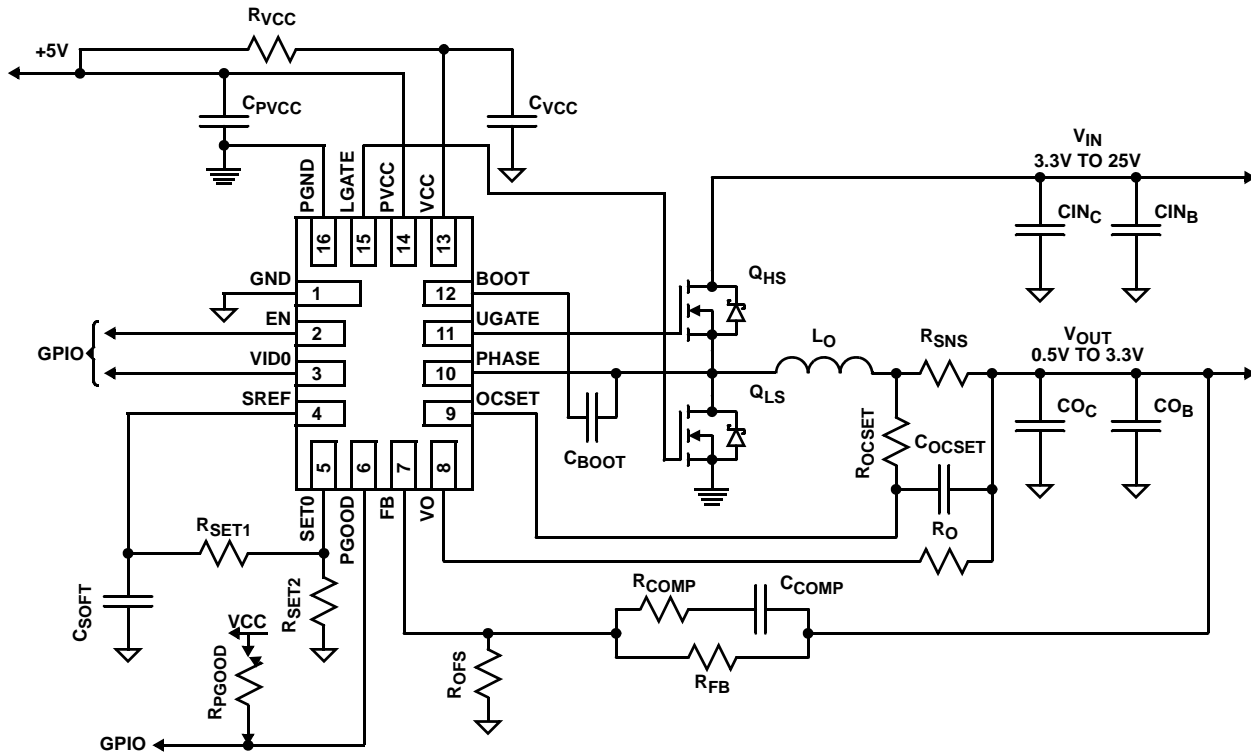 RVCC
+5V
CPVCC
CVCC
VIN
3.3V TO 25V
PGND
LGATE
PVCC
VCC
16
15
14
13
CINC
CINB
GND
1
12
BOOT
QHS
EN
2
11
UGATE
GPIO
VID0
3
10
PHASE
LO
RSNS
VOUT
0.5V TO 3.3V
SREF
4
9
OCSET
QLS
CBOOT
ROCSET
COCSET
COC
COB
5
6
7
8
SET0
PGOOD
FB
VO
RO
RSET1
CSOFT
RSET2
RCOMP
CCOMP
VCC
RPGOOD
ROFS
RFB
GPIO